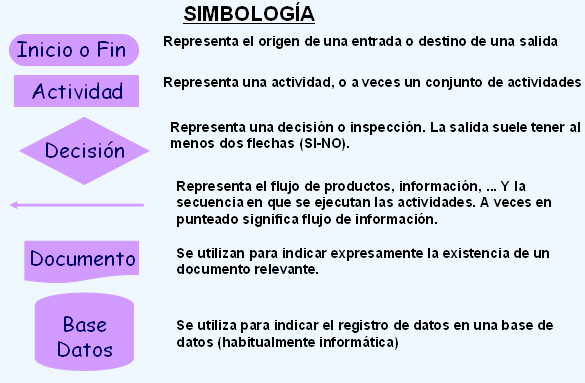 SIMBOLOGÍA
Inicio o Fin
Representa el origen de una entrada o destino de una salida
Actividad
Representa una actividad, o a veces un conjunto de actividades
Decisión
Representa una decisión o inspección. La salida suele tener al
menos dos flechas (SI-NO).
Representa el flujo de productos, información, ... Y la
secuencia en que se ejecutan las actividades. A veces en
punteado significa flujo de información.
Documento
Se utilizan para indicar expresamente la existencia de un
documento relevante.
Base
Datos
Se utiliza para indicar el registro de datos en una base de
datos (habitualmente informática)